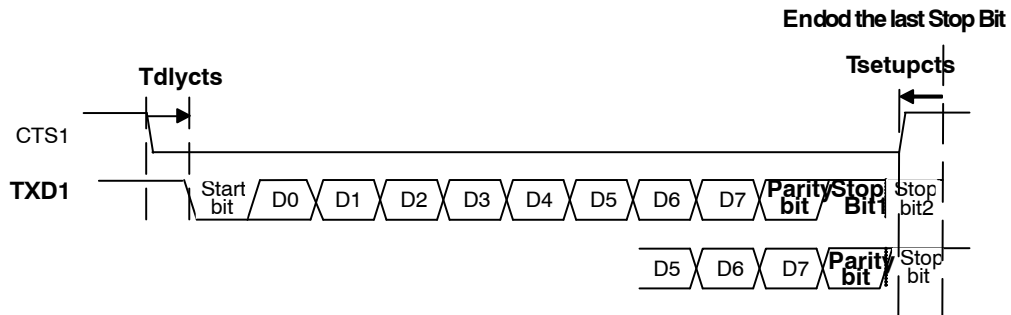 Endod the last Stop Bit
Tdlycts
Tsetupcts
CTS1
TXD1
Start bit
D0
D1
D2
D3
D4
D5
D6
D7
Parity bit
Stop Bit1
Stop bit2
D5
D6
D7
Parity bit
Stop bit